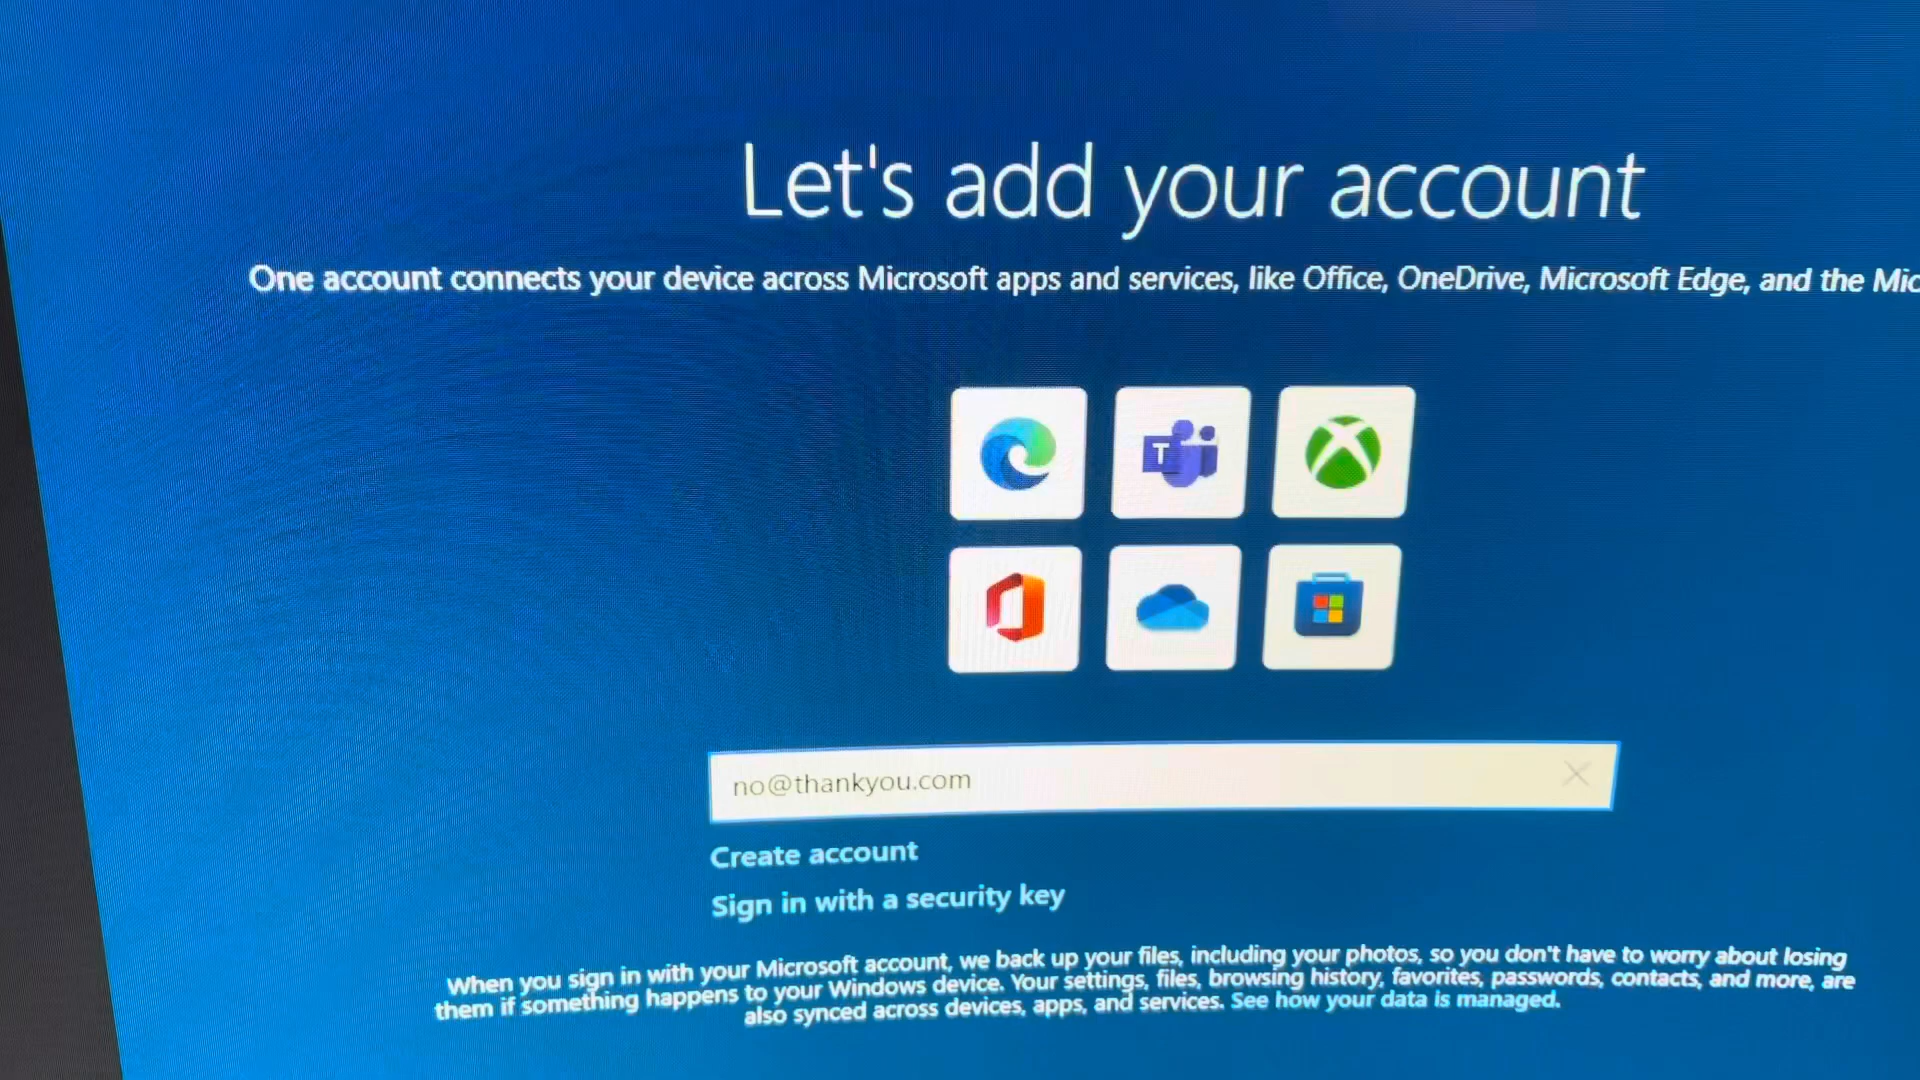 Let's add your account
One account connects your device across Microsoft apps and services, like Office, OneDrive, Microsoft Edge, and the
T
no@thankyou.com
Create account
Sign in with a security key
When you sign in with your Microsoft account, we back up your files, including your photos, so you don't have to worry about losing
them if something happens to your Windows device. Your settings, files, browsing history, favorites, passwords, contacts, and more, are
also synced across devices, apps, and services. See how your data is managed.